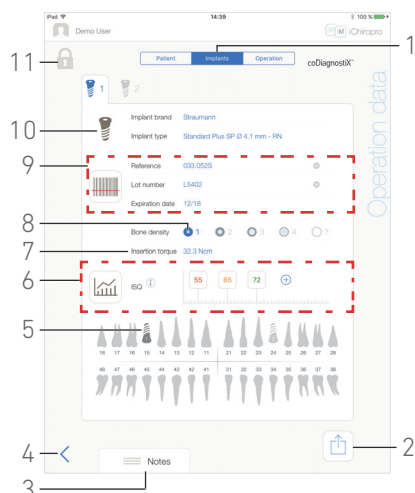 iPad 14:39 100 %
Demo User iChiropro
11 1
Patient Implants Operation coDiagnostiX™
Operation data
1 2
Implant brand Straumann
10
Implant type Standard Plus SP Ø 4.1 mm - RN
9
Reference 033.052S
Lot number L5402
Expiration date 12/18
8
Bone density 1 2 3 4 ?
7 Insertion torque 32.3 Ncm
6 ISQ i 55 65 72
5
18 17 16 15 14 13 12 11 21 22 23 24 25 26 27 28
48 47 46 45 44 43 42 41 31 32 33 34 35 36 37 38
4 2
Notes
3